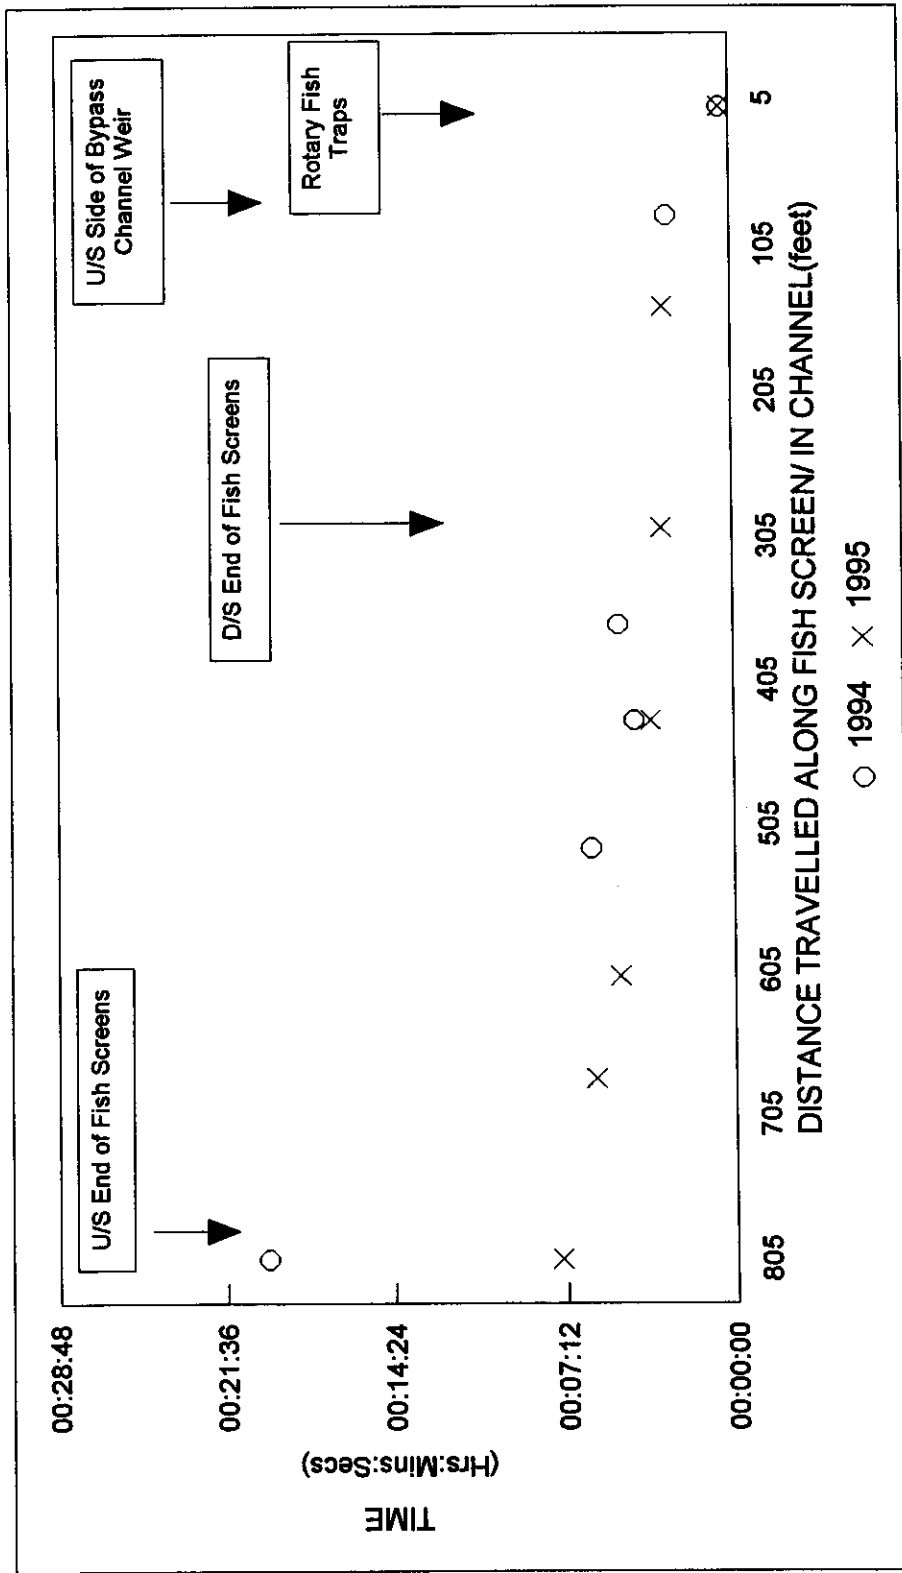 U/S End of Fish Screens
D/S End of Fish Screens
U/S Side of Bypass
Channel Weir
Rotary Fish
Traps
TIME
(Hrs:Mins:Secs)
00:28:48
00:21:36
00:14:24
00:07:12
00:00:00
805 705 605 505 405 305 205 105 5
DISTANCE TRAVELLED ALONG FISH SCREEN/ IN CHANNEL(feet)
1994 1995